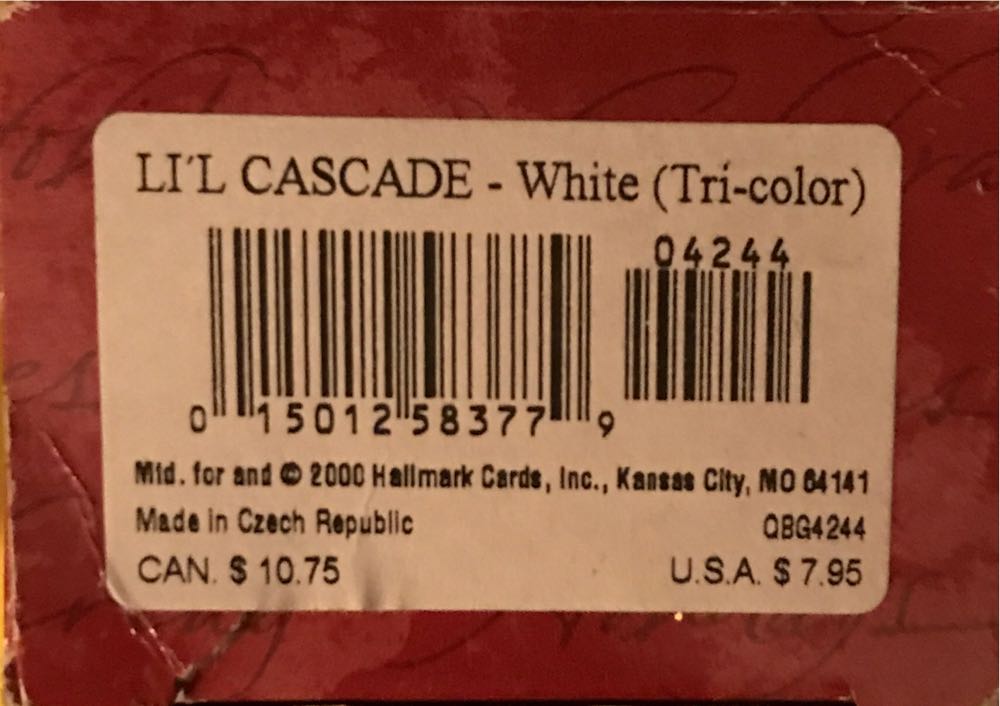 LI'L CASCADE - White (Tri-color)
04244
0 15012 58377 9
Mfd. for and © 2000 Hallmark Cards, Inc., Kansas City, MO 64141
Made in Czech Republic QBG4244
CAN. $ 10.75 U.S.A. $ 7.95